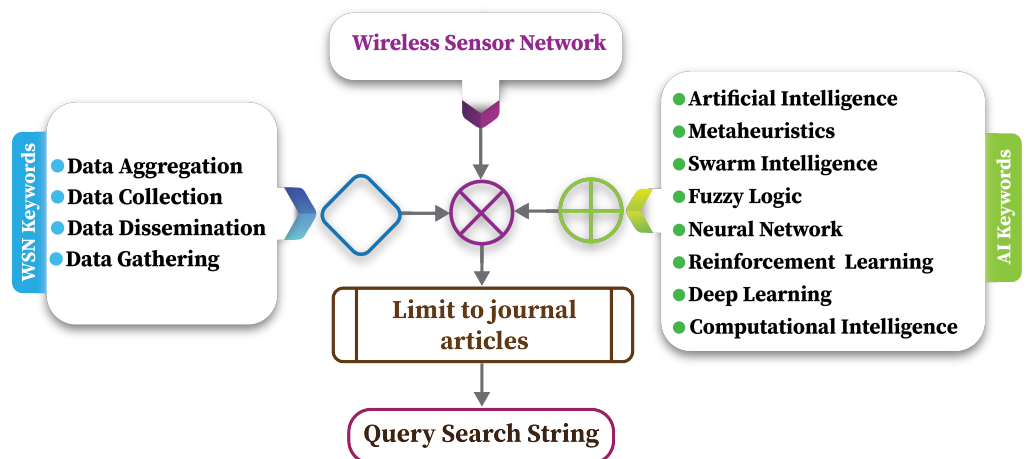 Wireless Sensor Network
WSN Keywords
Data Aggregation
Data Collection
Data Dissemination
Data Gathering
Artificial Intelligence
Metaheuristics
Swarm Intelligence
Fuzzy Logic
Neural Network
Reinforcement Learning
Deep Learning
Computational Intelligence
AI Keywords
Limit to journal
articles
Query Search String